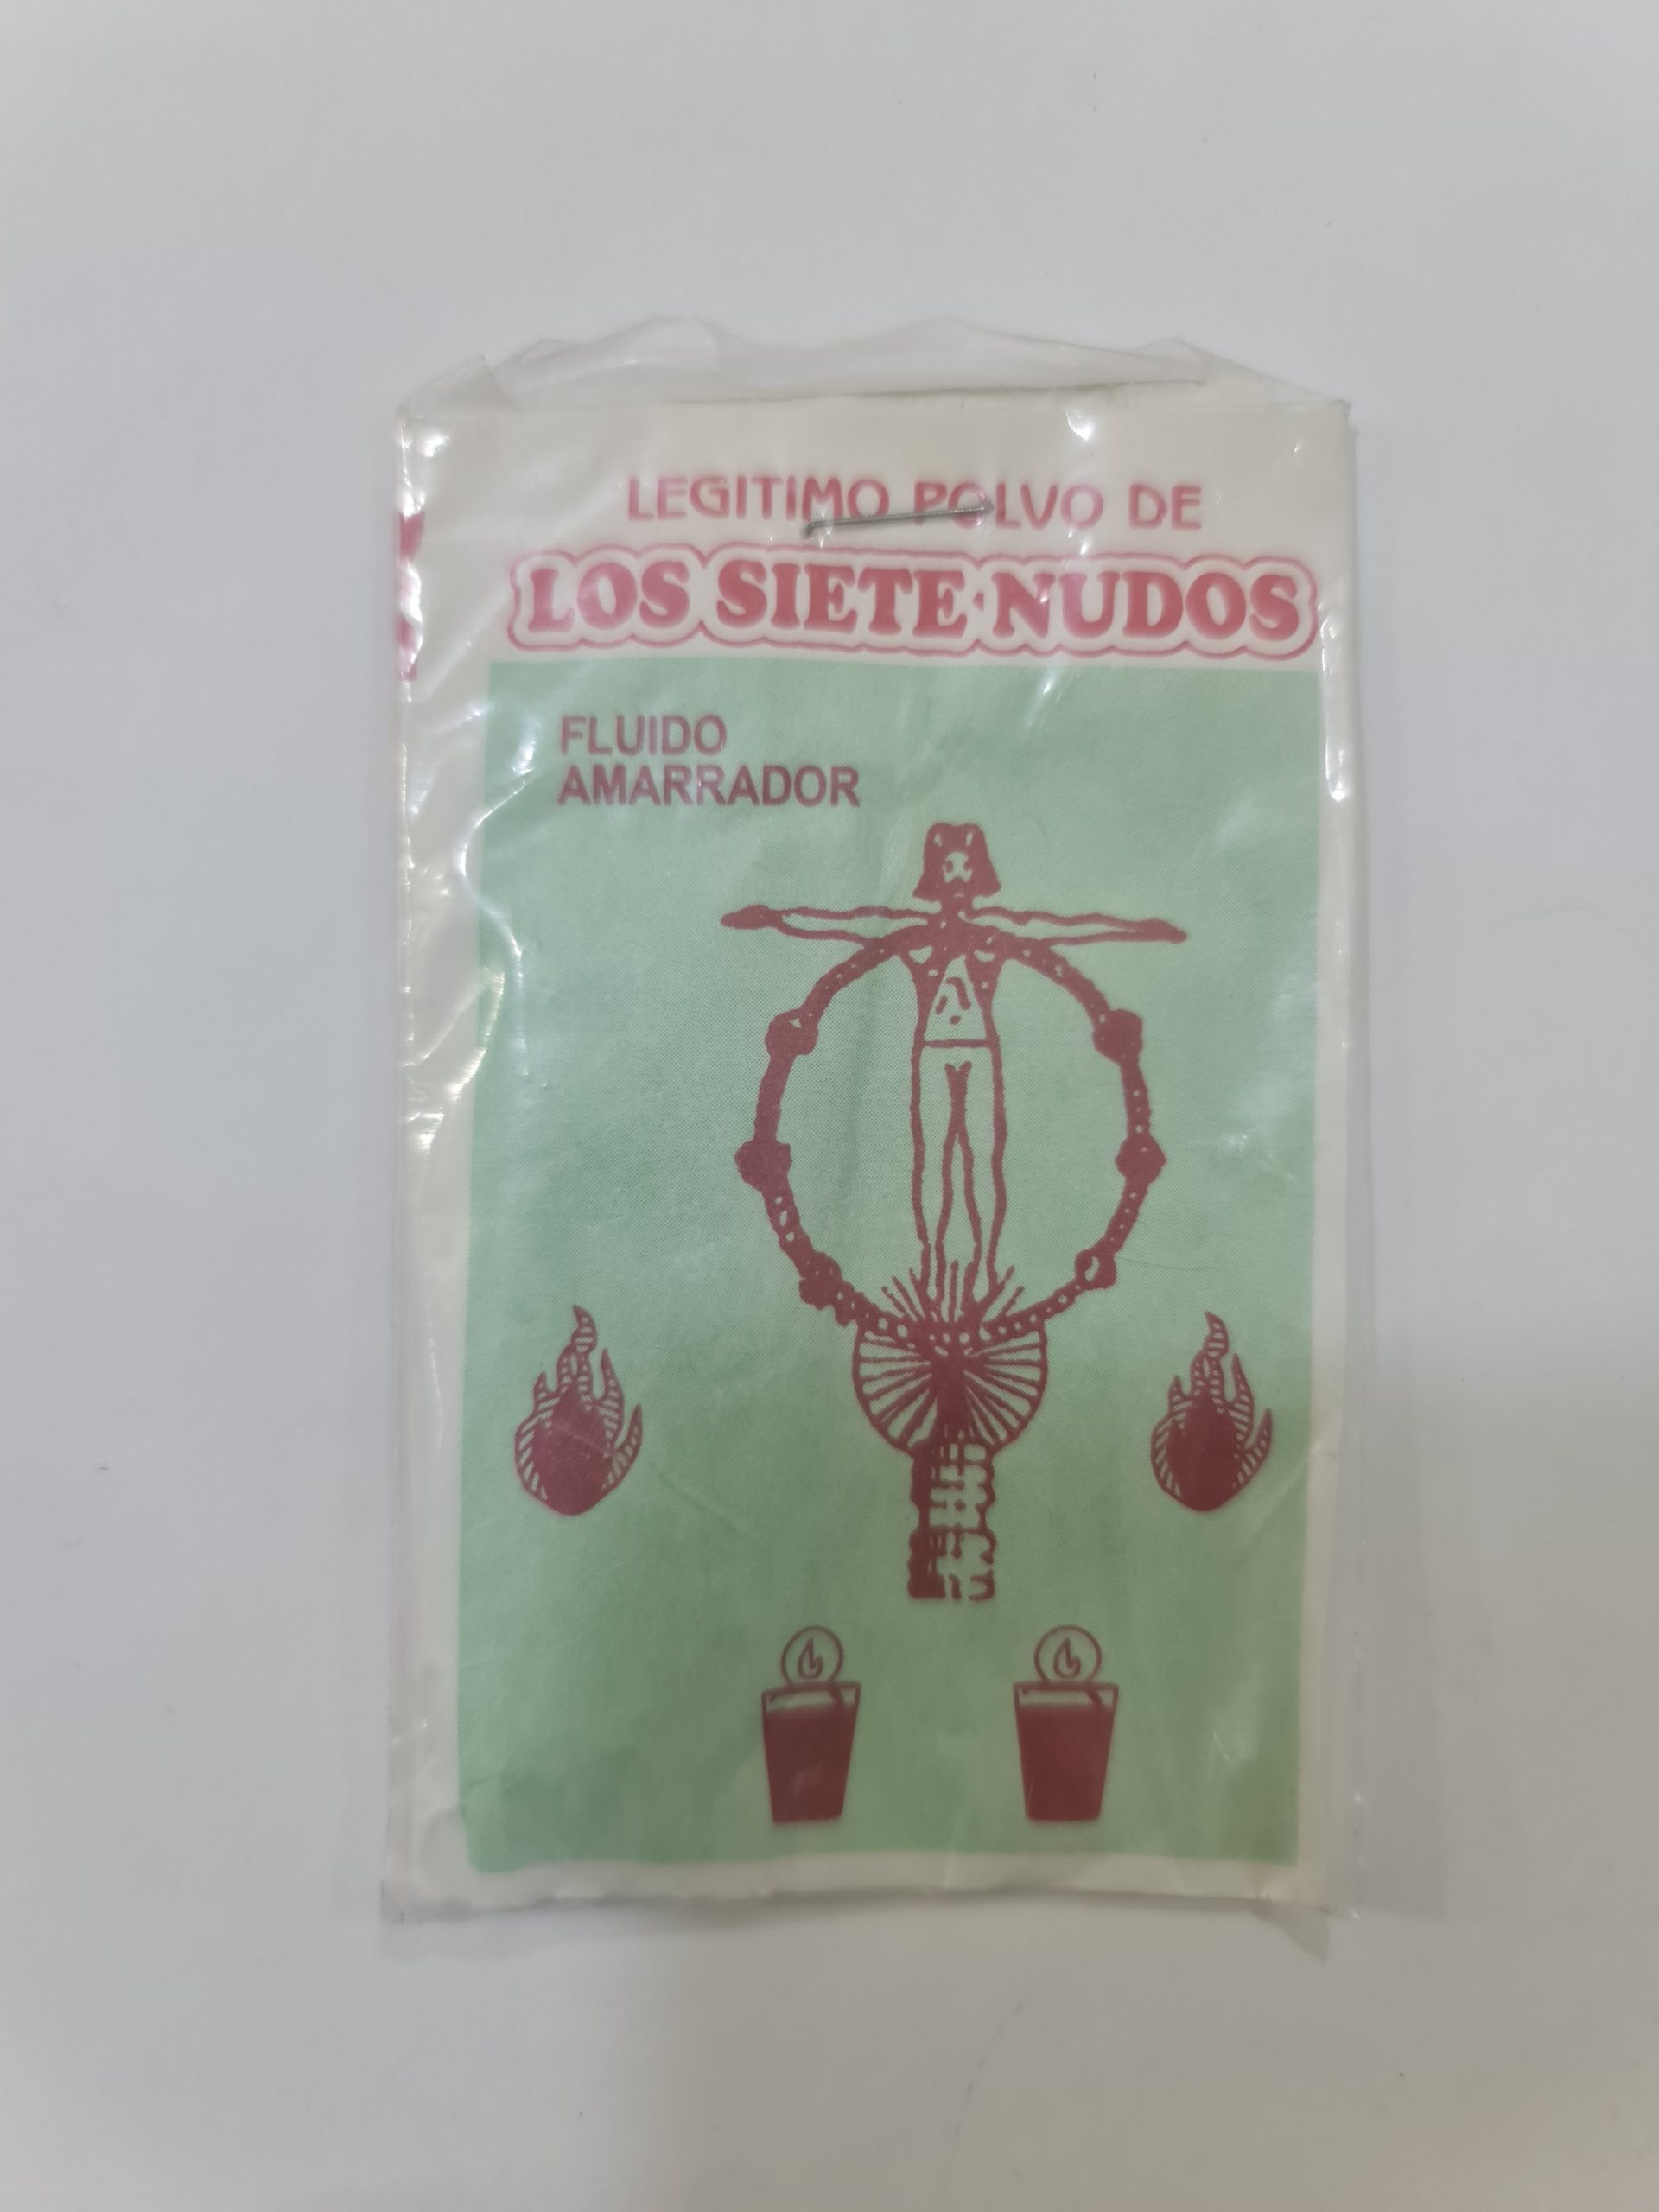 LEGITIMO POLVO DE
LOS SIETE NUDOS
FLUIDO
AMARRADOR